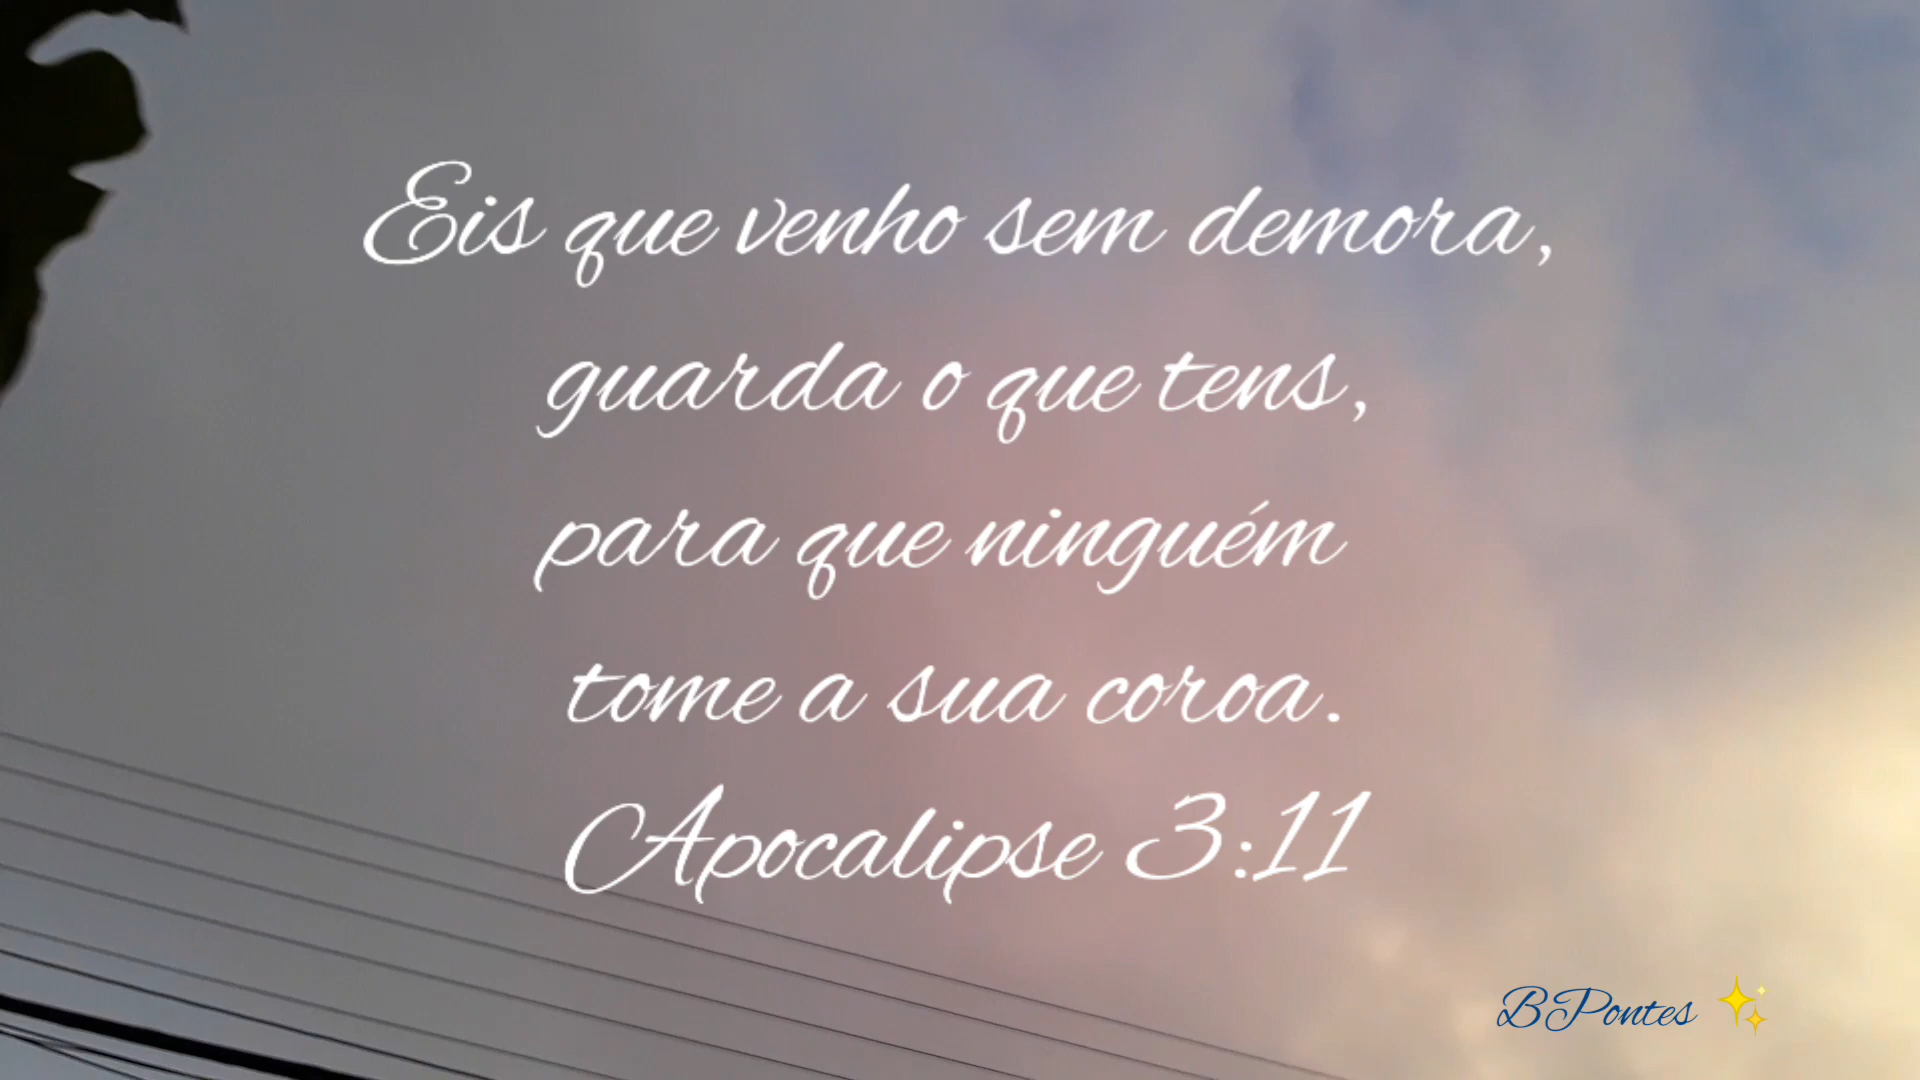 Eis que venho sem demora,
guarda o que tens,
para que ninguém
tome a sua coroa.
Apocalipse 3:11
BPontes